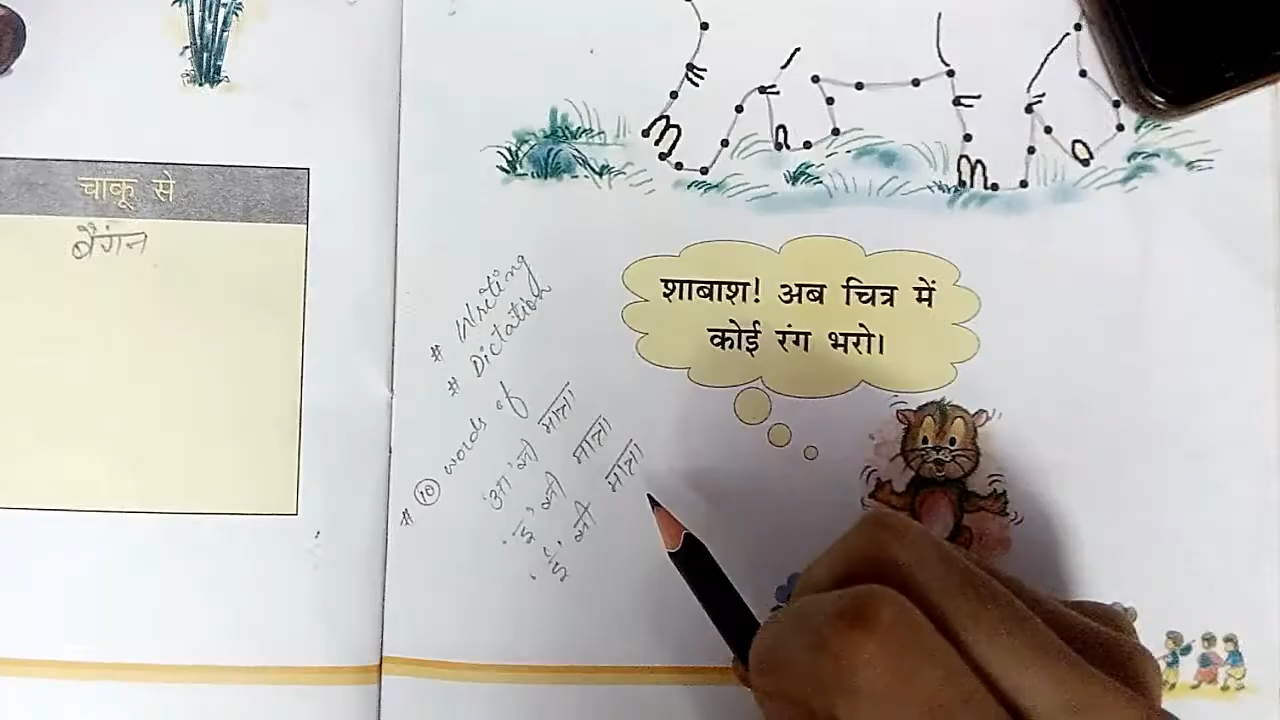 चाकू से
बैंगन
शाबाश! अब चित्र में
कोई रंग भरो।
# Writing
# Dictation
# 10 words of
'आ' की मात्रा
'इ' की मात्रा
'ई' की मात्रा